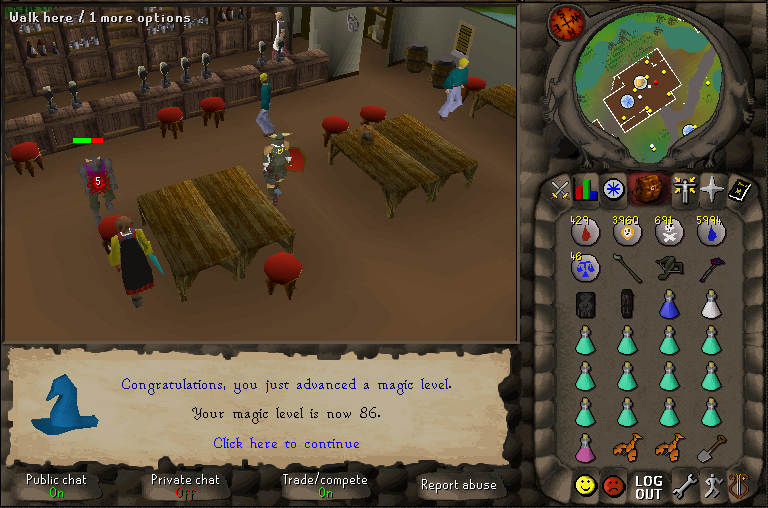 Walk here / 1 more options
5
429 3960 691 5994
46
Congratulations, you just advanced a magic level.
Your magic level is now 86.
Click here to continue
Public chat
On
Private chat
Off
Trade/compete
On
Report abuse
LOG
OUT